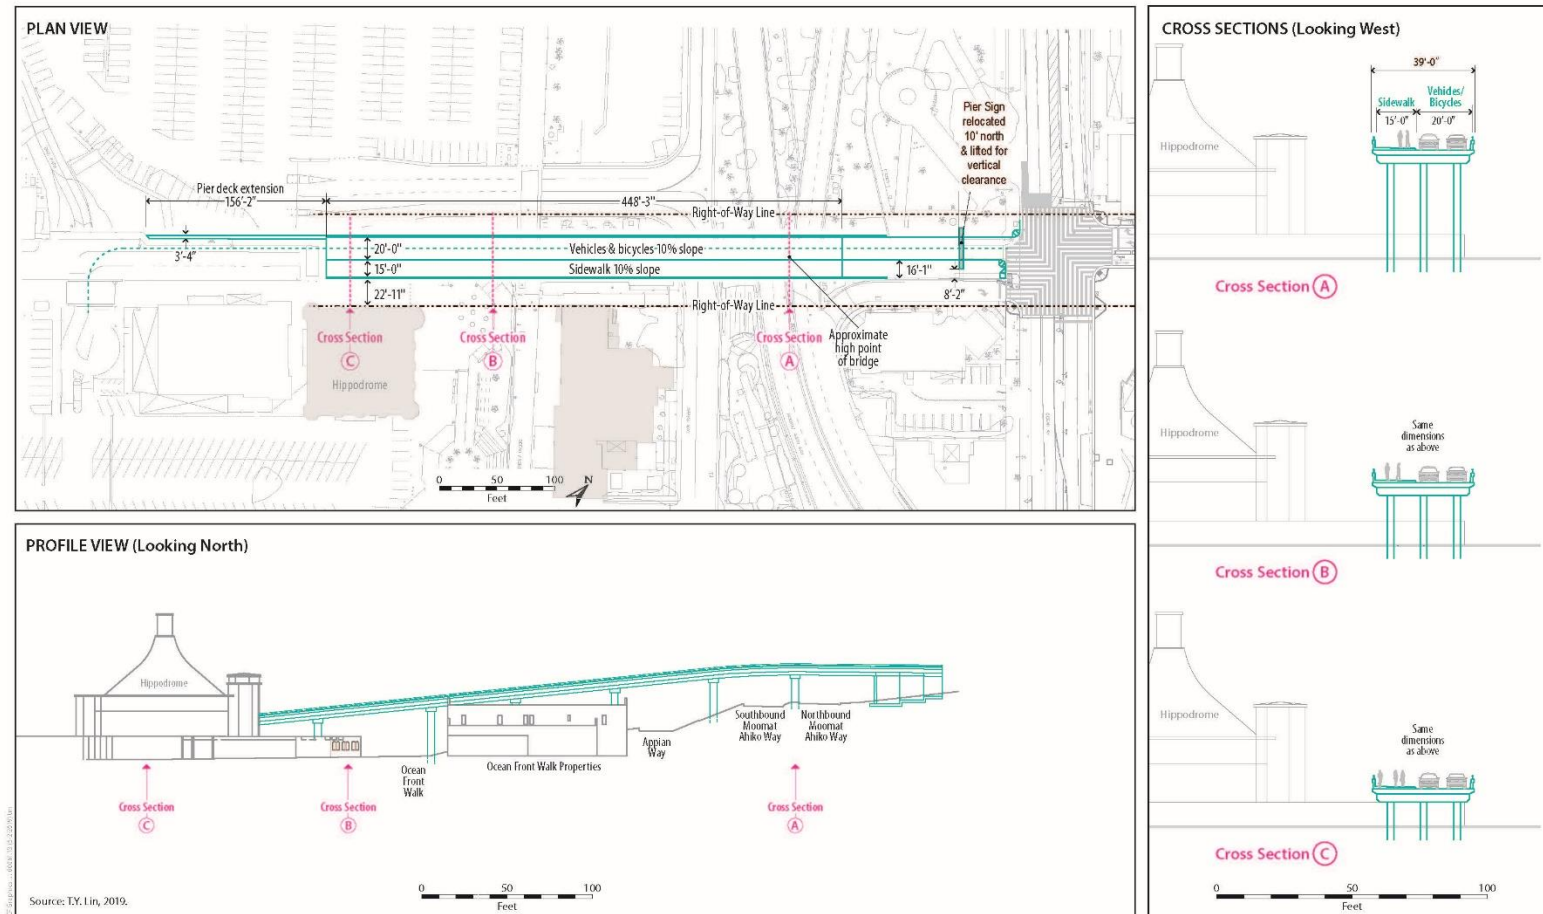 PLAN VIEW
Pier Sign
relocated
10' north
& lifted for
vertical
clearance
Pier deck extension
156'-2"
448'-3"
Right-of-Way Line
3'-4"
20'-0"
Vehicles & bicycles 10% slope
15'-0"
Sidewalk 10% slope
16'-1"
22'-11"
8'-2"
Right-of-Way Line
Cross Section
C
Cross Section
B
Cross Section
A
Approximate
high point
of bridge
Hippodrome
0 50 100
Feet
N
PROFILE VIEW (Looking North)
Hippodrome
Ocean
Front
Walk
Ocean Front Walk Properties
Appian
Way
Southbound
Moomat
Ahiko Way
Northbound
Moomat
Ahiko Way
Cross Section
C
Cross Section
B
Cross Section
A
0 50 100
Feet
Source: T.Y. Lin, 2019.
CROSS SECTIONS (Looking West)
39'-0"
Sidewalk
Vehicles/
Bicycles
15'-0"
20'-0"
Hippodrome
Cross Section A
Same
dimensions
as above
Hippodrome
Cross Section B
Same
dimensions
as above
Hippodrome
Cross Section C
0 50 100
Feet